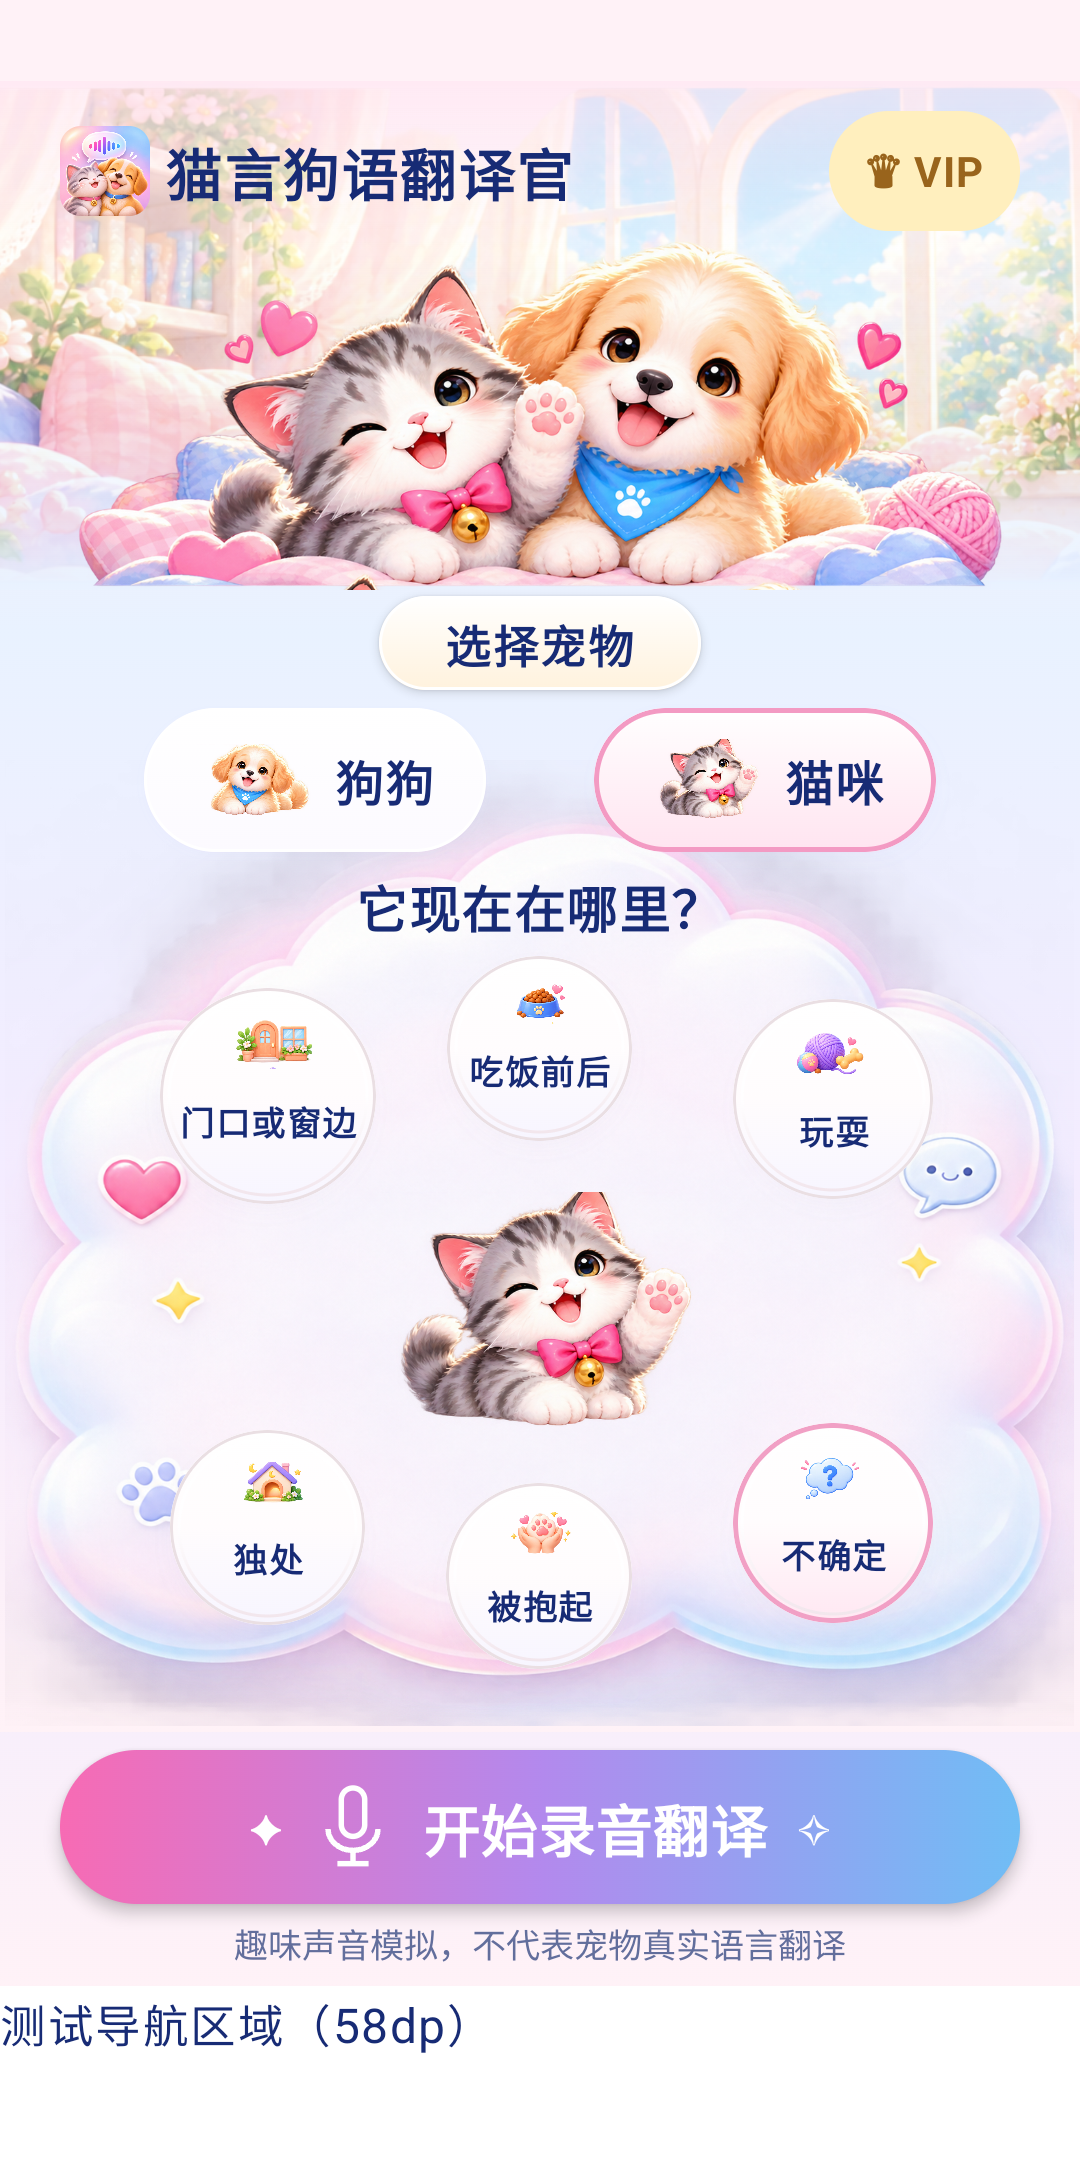 猫言狗语翻译官
VIP
选择宠物
狗狗
猫咪
它现在在哪里?
吃饭前后
门口或窗边
玩耍
独处
不确定
被抱起
开始录音翻译
趣味声音模拟，不代表宠物真实语言翻译
测试导航区域（58dp）